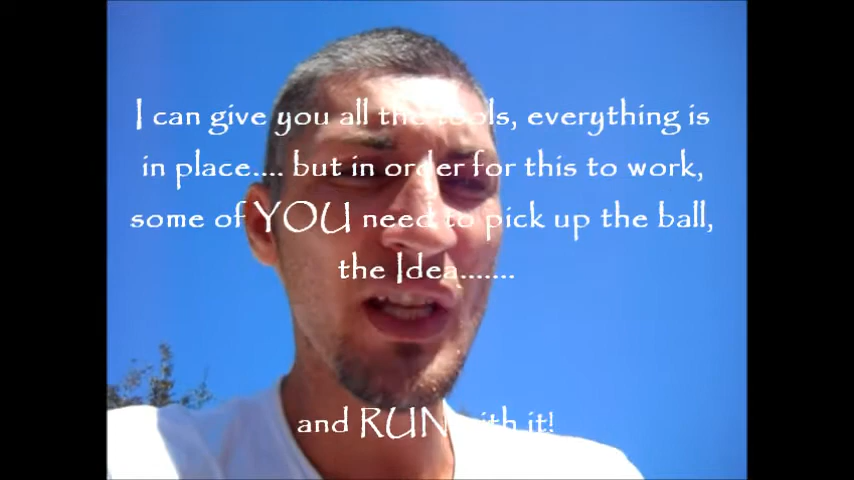 I can give you all the tools, everything is
in place.... but in order for this to work,
some of YOU need to pick up the ball,
the Idea.......
and RUN with it!